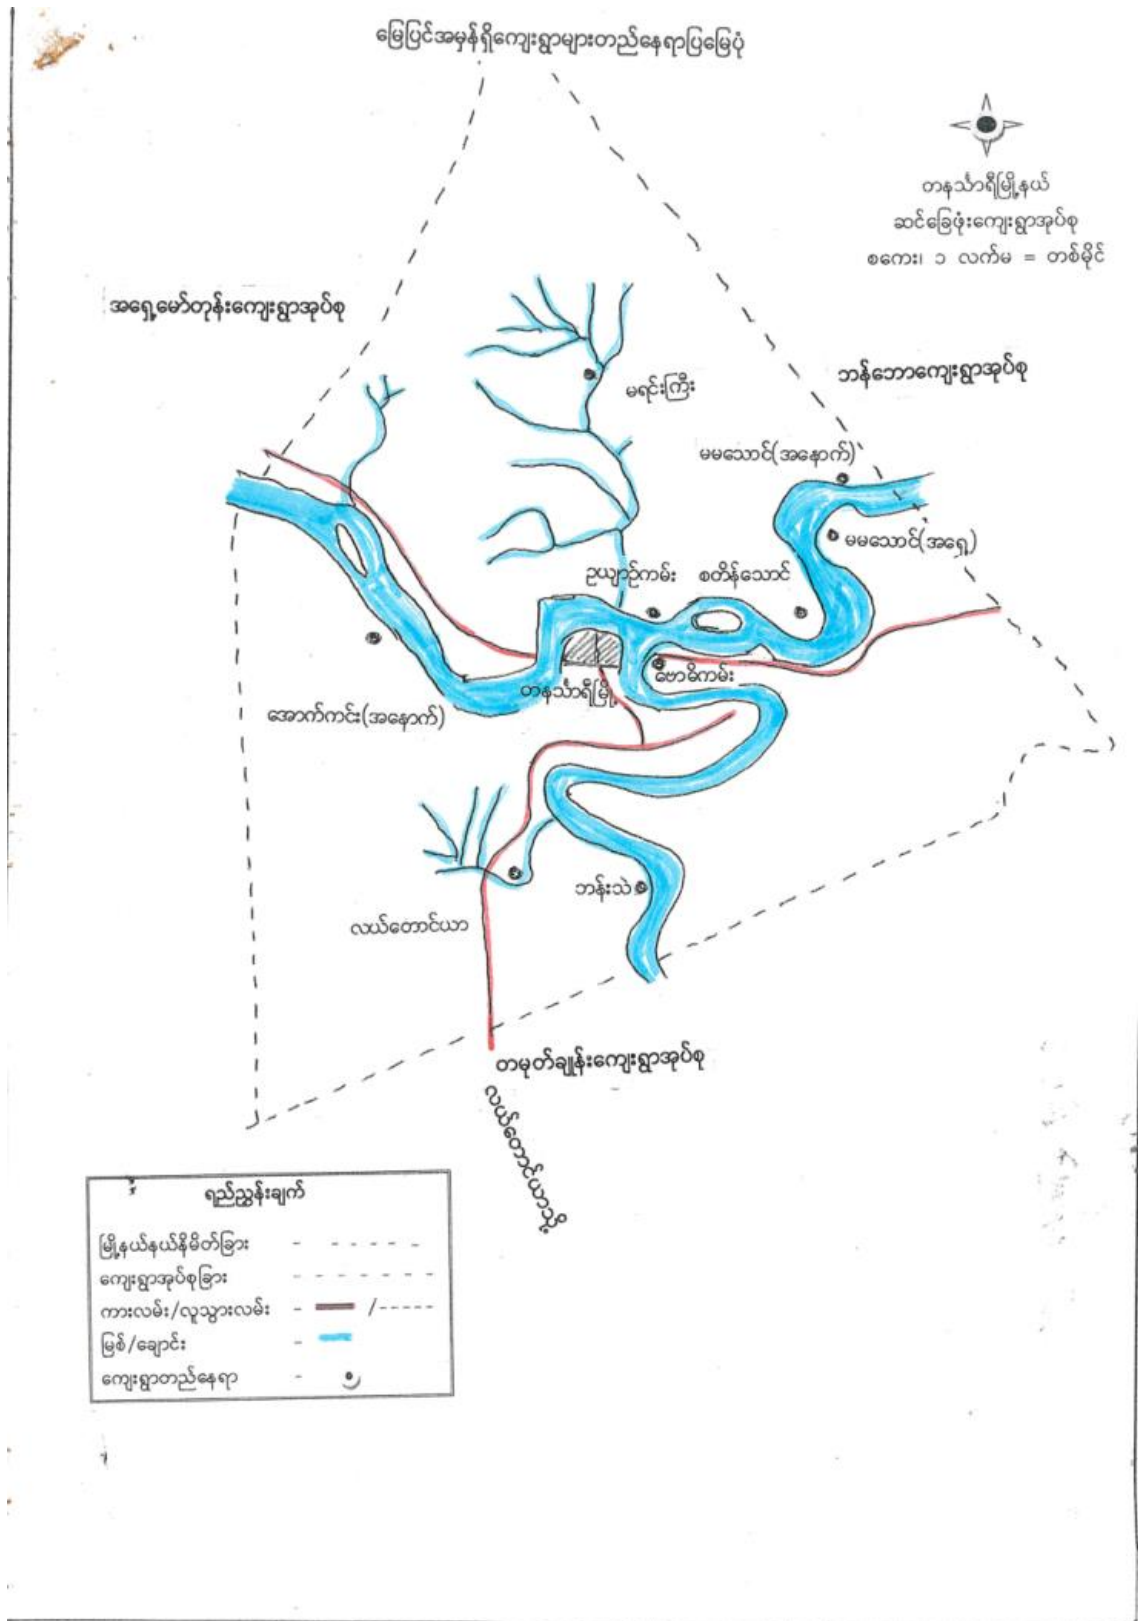 မြေပြင်အမှန်ရှိကျေးရွာများတည်နေရာပြမြေပုံ
တနင်္သာရီမြို့နယ်
ဆင်ခြေဖုံးကျေးရွာအုပ်စု
စကေး၊ ၁ လက်မ = တစ်မိုင်
အရှေ့မော်တုန်းကျေးရွာအုပ်စု
ဘန်ဘောကျေးရွာအုပ်စု
မရင်းကြီး
မမသောင်(အနောက်)
မမသောင်(အရှေ့)
ဥယျာဉ်ကမ်း
စတိန်သောင်
ဗောဓိကမ်း
တနင်္သာရီမြို့
အောက်ကင်း(အနောက်)
ဘန်းသဲ
လယ်တောင်ယာ
တမုတ်ချုန်းကျေးရွာအုပ်စု
လယ်တောင်ယာသို့
ရည်ညွှန်းချက်
မြို့နယ်နယ်နိမိတ်ခြား - - - - - -
ကျေးရွာအုပ်စုခြား - - - - - - - -
ကားလမ်း/လူသွားလမ်း - /-----
မြစ်/ချောင်း -
ကျေးရွာတည်နေရာ -